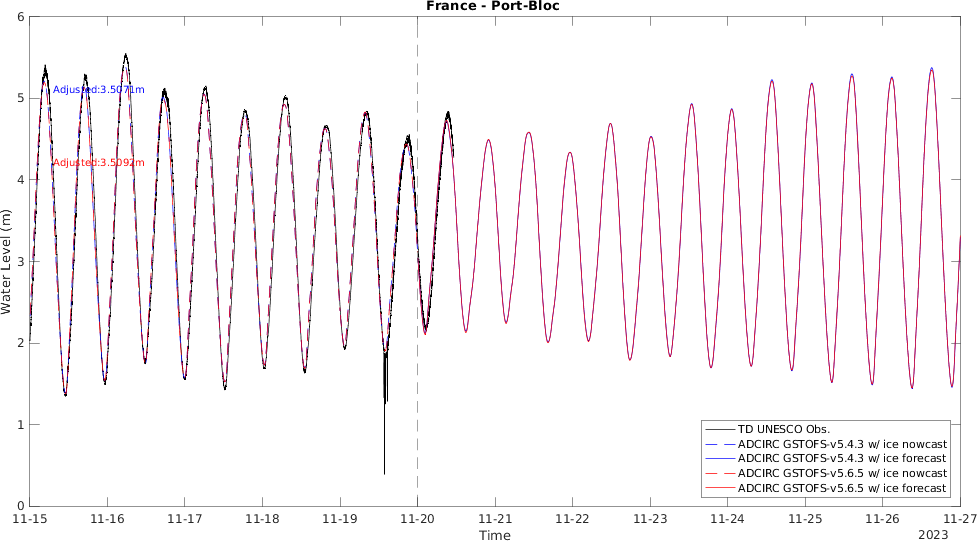 France - Port-Bloc
6
5
4
3
2
1
0
Water Level (m)
Adjusted:3.5071m
Adjusted:3.5092m
TD UNESCO Obs.
ADCIRC GSTOFS-v5.4.3 w/ ice nowcast
ADCIRC GSTOFS-v5.4.3 w/ ice forecast
ADCIRC GSTOFS-v5.6.5 w/ ice nowcast
ADCIRC GSTOFS-v5.6.5 w/ ice forecast
11-15 11-16 11-17 11-18 11-19 11-20 11-21 11-22 11-23 11-24 11-25 11-26 11-27
Time
2023